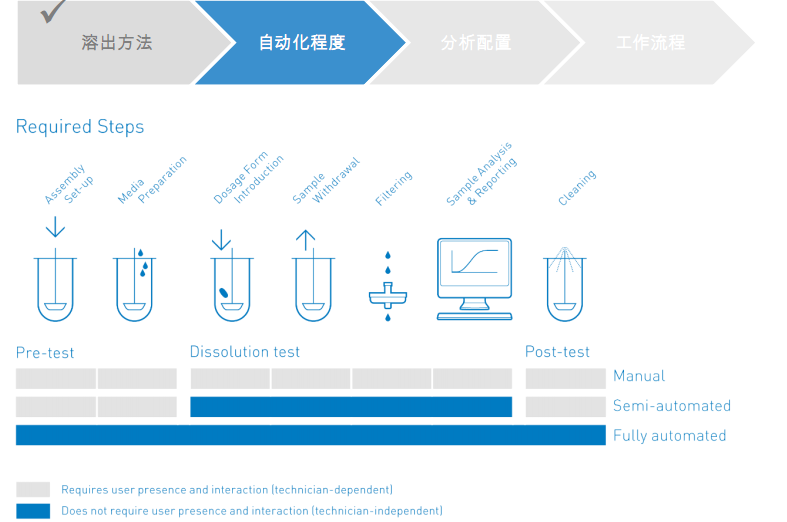 溶出方法
自动化程度
分析配置
工作流程
Required Steps
Assembly
Set-up
Media
Preparation
Dosage Form
Introduction
Sample
Withdrawal
Filtering
Sample Analysis
& Reporting
Cleaning
Pre-test
Dissolution test
Post-test
Manual
Semi-automated
Fully automated
Requires user presence and interaction (technician-dependent)
Does not require user presence and interaction (technician-independent)